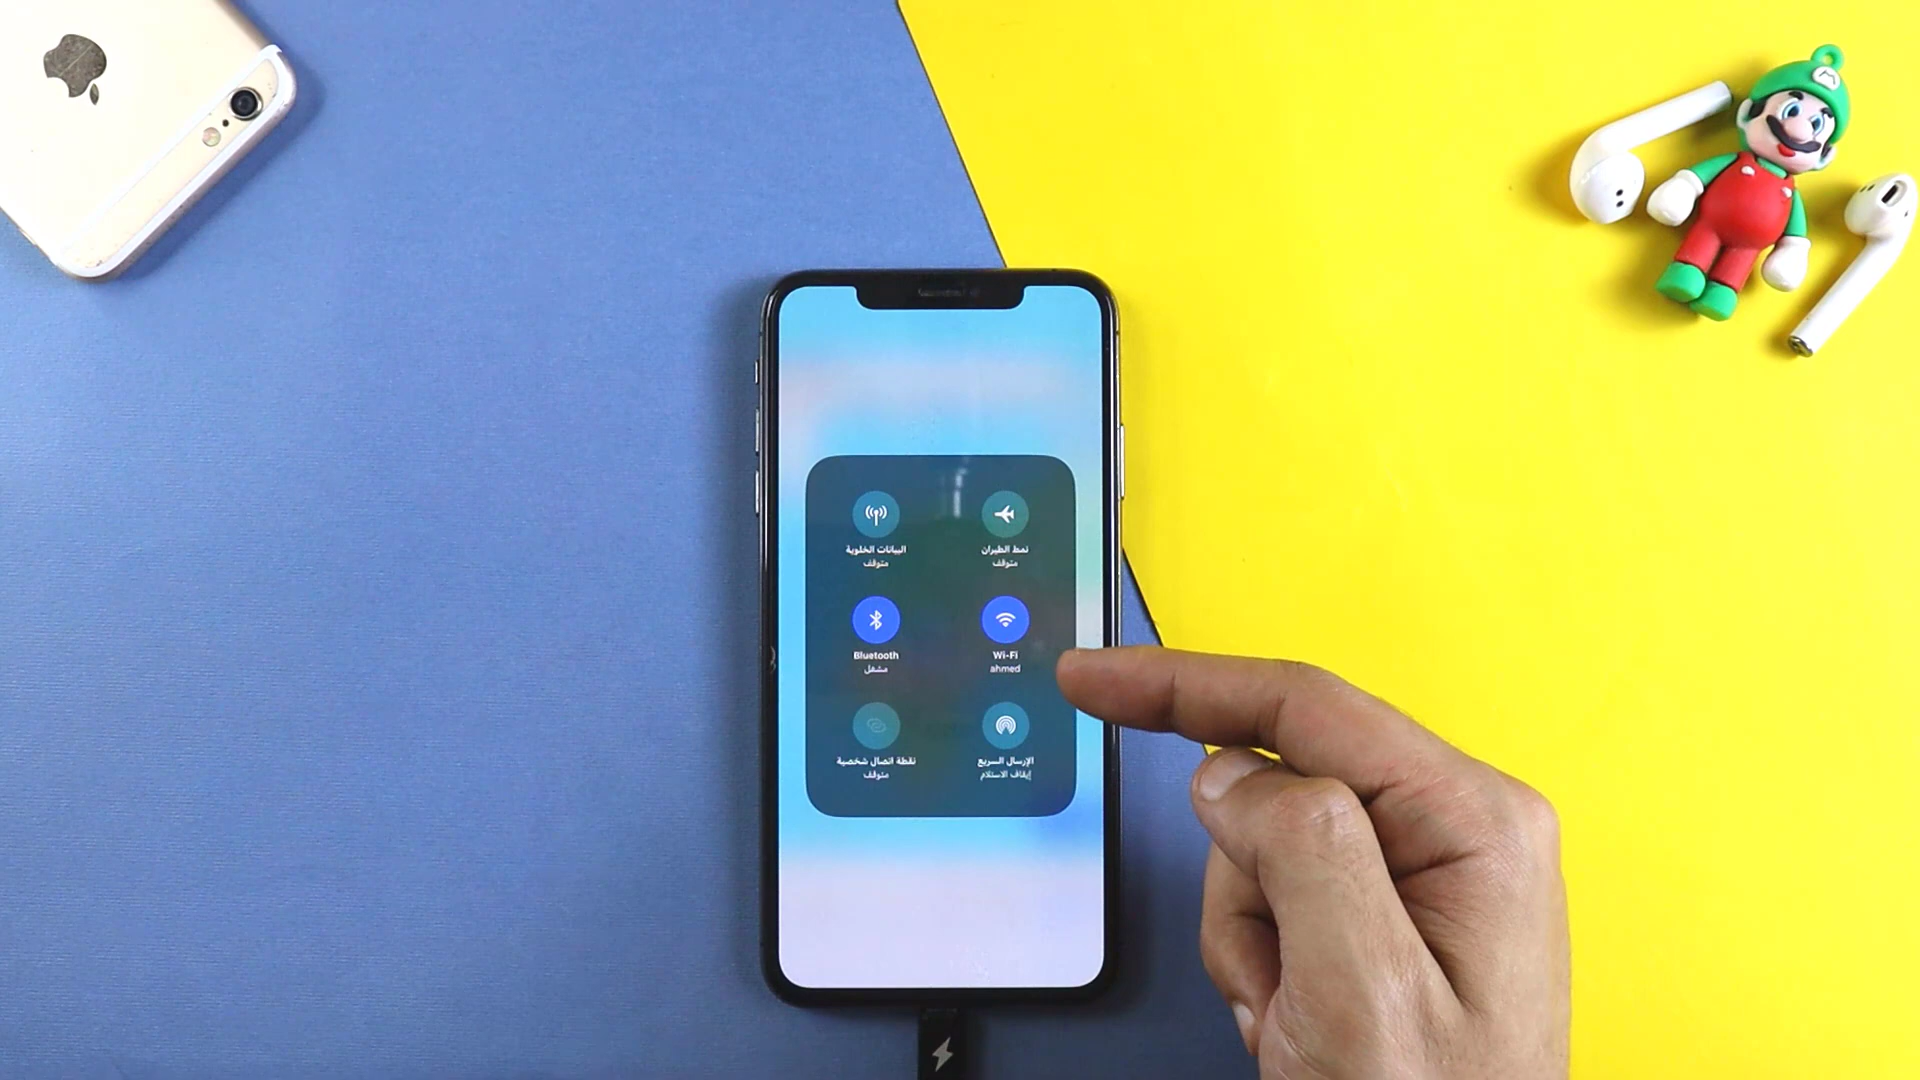 نمط الطيران
متوقف
البيانات الخلوية
متوقف
Wi-Fi
ahmed
Bluetooth
مشغل
الإرسال السريع
إيقاف الاستلام
نقطة اتصال شخصية
متوقف
M